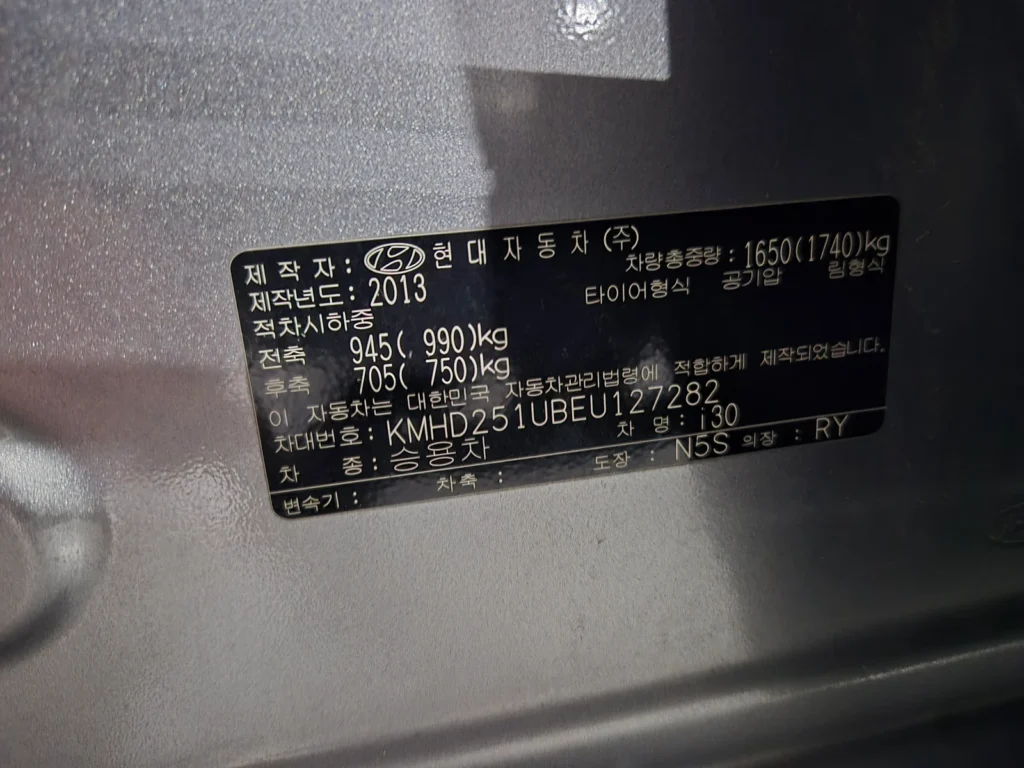 제작자: 현대자동차(주) 차량총중량: 1650(1740)kg
제작년도: 2013 타이어형식 공기압 림형식
적차시하중
전축 945( 990)kg
후축 705( 750)kg
이 자동차는 대한민국 자동차관리법령에 적합하게 제작되었습니다.
차대번호: KMHD251UBEU127282
차 종: 승용차 차 명: i30
변속기: 차축: 도장: N5S 의장: RY